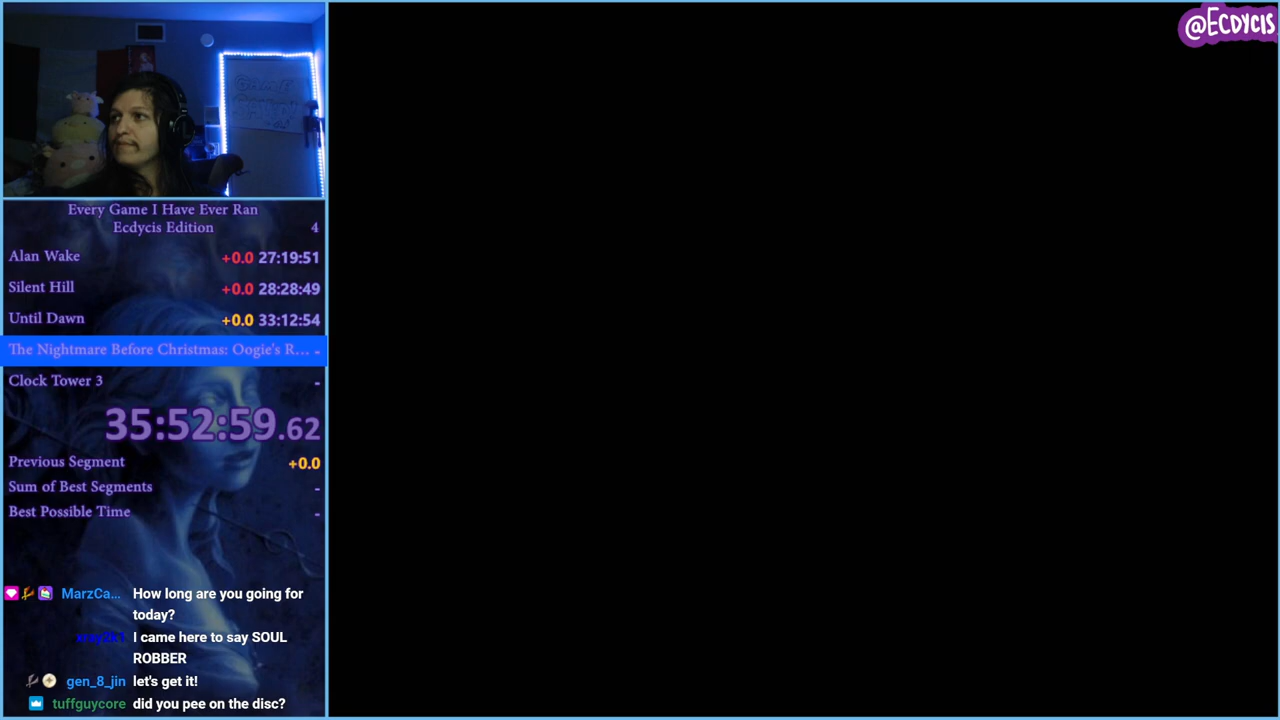 @ECDYCIS
Every Game I Have Ever Ran
Ecdycis Edition 4
Alan Wake +0.0 27:19:51
Silent Hill +0.0 28:28:49
Until Dawn +0.0 33:12:54
The Nightmare Before Christmas: Oogie's R... -
Clock Tower 3 -
35:52:59.62
Previous Segment +0.0
Sum of Best Segments -
Best Possible Time -
MarzCa... How long are you going for
today?
I came here to say SOUL
ROBBER
gen_8_jin let's get it!
tuffguycore did you pee on the disc?